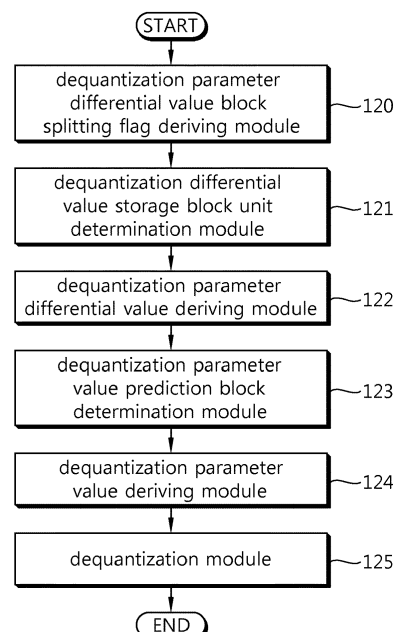 START
dequantization parameter
differential value block
splitting flag deriving module
120
dequantization differential
value storage block unit
determination module
121
dequantization parameter
differential value deriving module
122
dequantization parameter
value prediction block
determination module
123
dequantization parameter
value deriving module
124
dequantization module
125
END